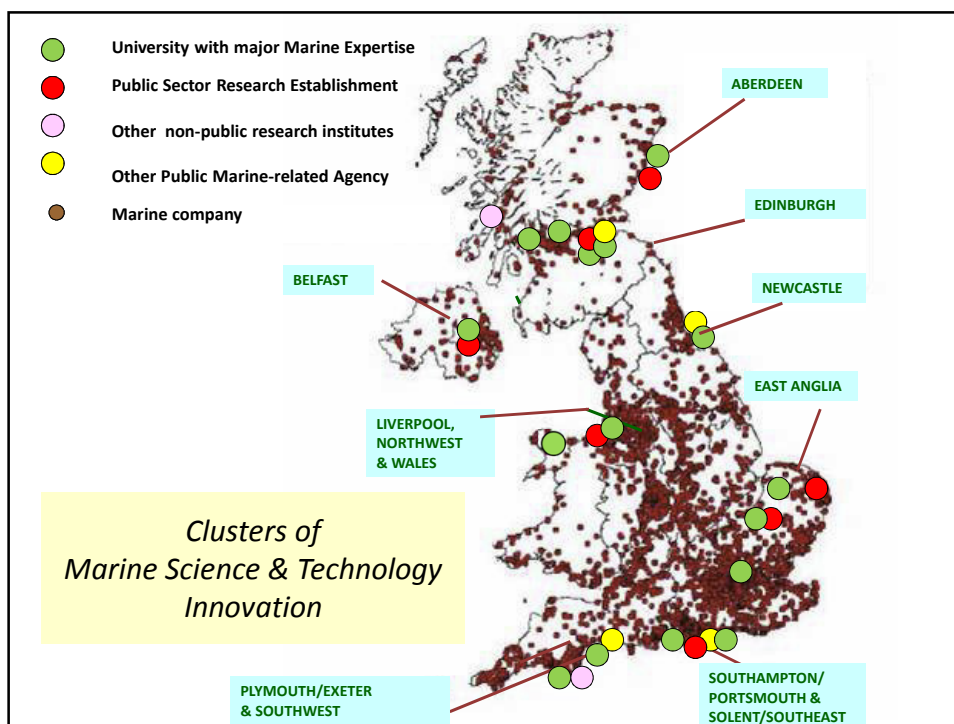 University with major Marine Expertise
Public Sector Research Establishment
Other non-public research institutes
Other Public Marine-related Agency
Marine company
ABERDEEN
EDINBURGH
BELFAST
NEWCASTLE
EAST ANGLIA
LIVERPOOL,
NORTHWEST
& WALES
Clusters of
Marine Science & Technology
Innovation
PLYMOUTH/EXETER
& SOUTHWEST
SOUTHAMPTON/
PORTSMOUTH &
SOLENT/SOUTHEAST